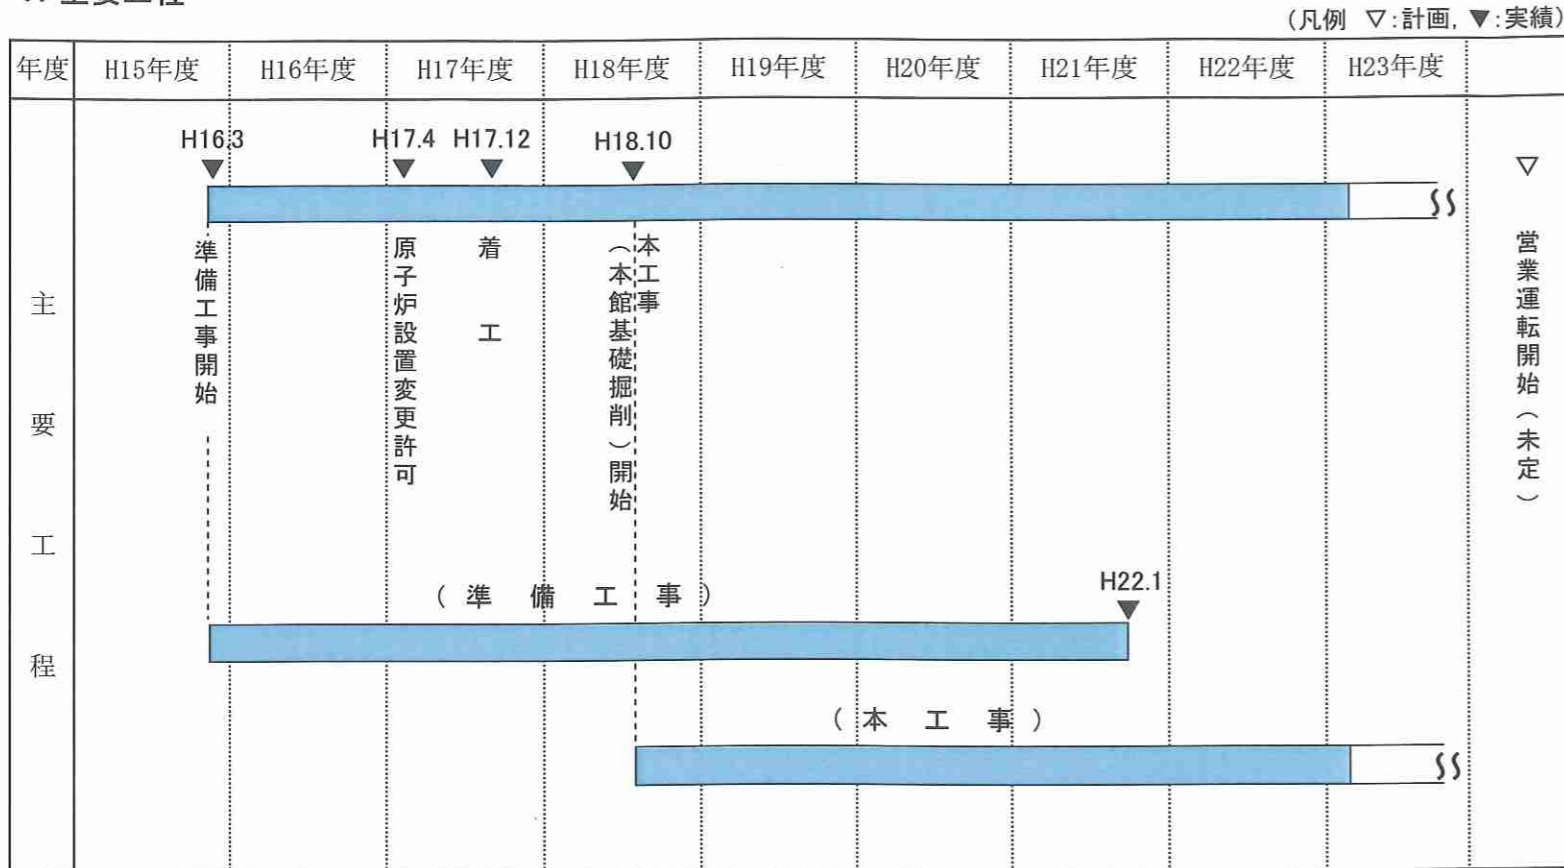 (凡例 ▽:計画, ▼:実績)
年度 H15年度 H16年度 H17年度 H18年度 H19年度 H20年度 H21年度 H22年度 H23年度
主要工程
H16.3 H17.4 H17.12 H18.10
▼ ▼ ▼ ▼ ▽
準備工事開始
原子炉設置変更許可
着工
本工事
(本館基礎掘削)開始
営業運転開始(未定)
(準備工事)
H22.1
▼
(本工事)